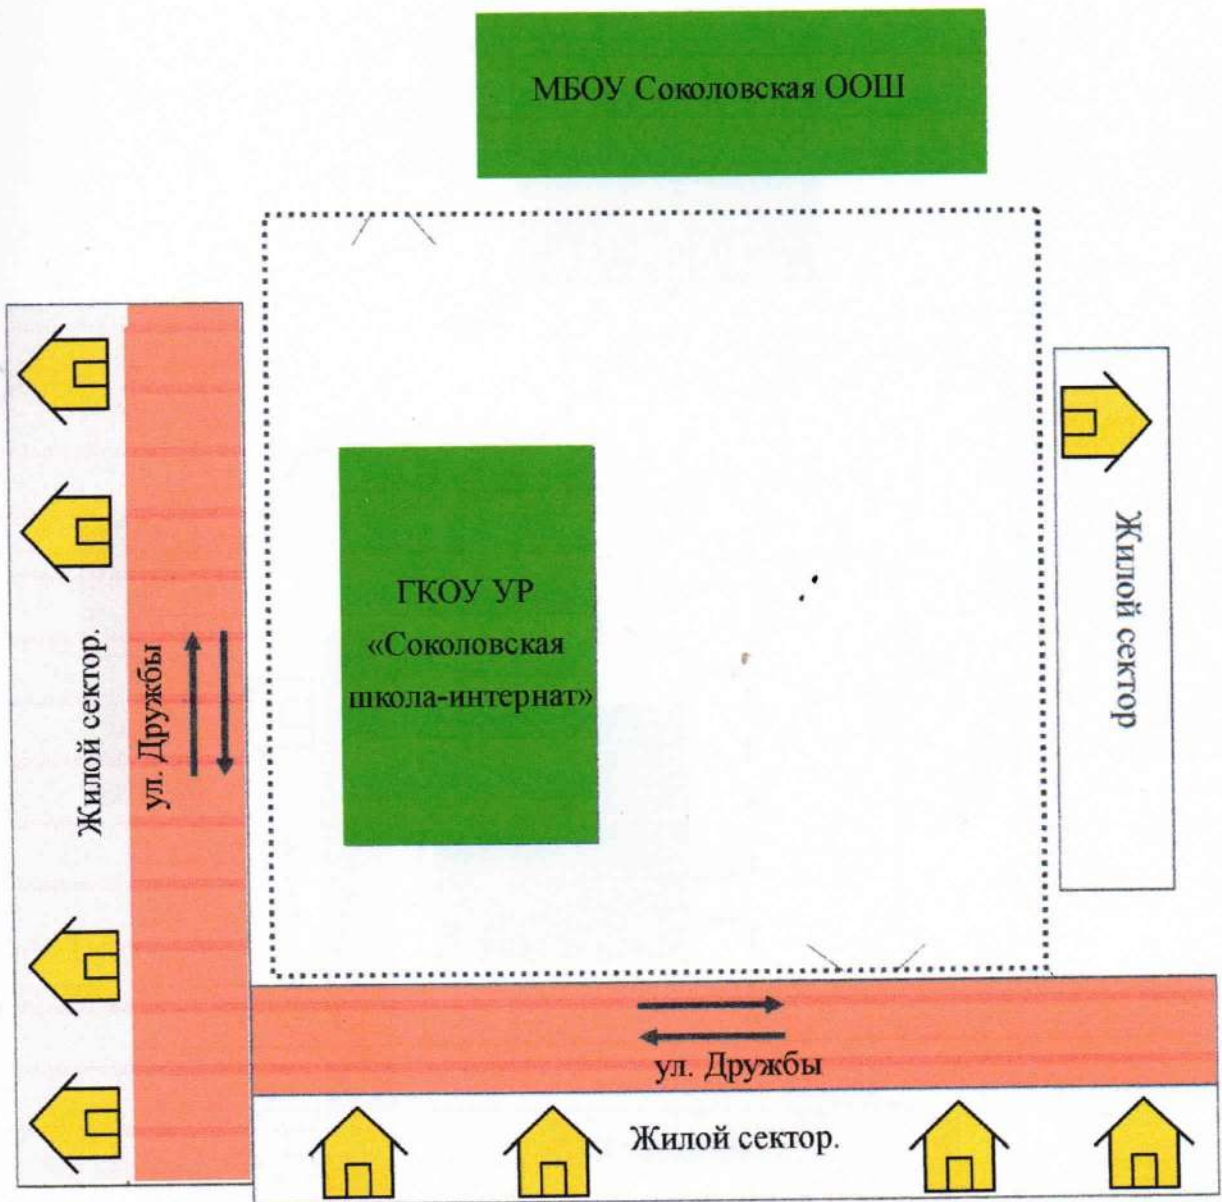 МБОУ Соколовская ООШ
ГКОУ УР
«Соколовская
школа-интернат»
Жилой сектор.
ул. Дружбы
Жилой сектор
ул. Дружбы
Жилой сектор.